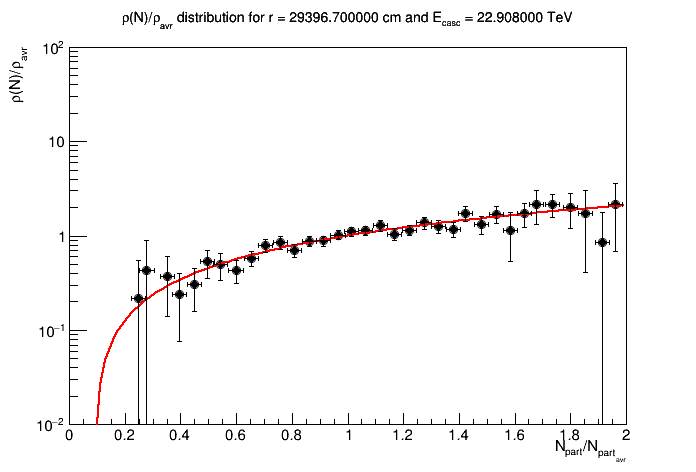 ρ(N)/ρavr distribution for r = 29396.700000 cm and Ecasc = 22.908000 TeV
ρ(N)/ρavr
10²
10
1
10⁻¹
10⁻²
0 0.2 0.4 0.6 0.8 1 1.2 1.4 1.6 1.8 2
Npart/Npartavr